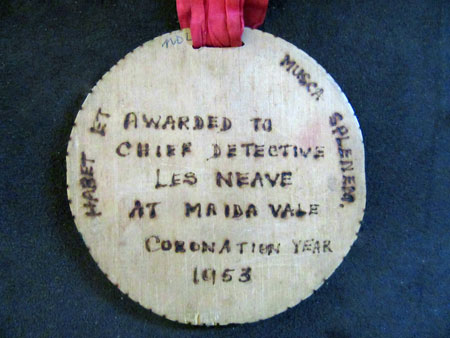 HABET ET
MUSCA SPLENEM.
AWARDED TO
CHIEF DETECTIVE
LES NEAVE
AT MAIDA VALE
CORONATION YEAR
1953